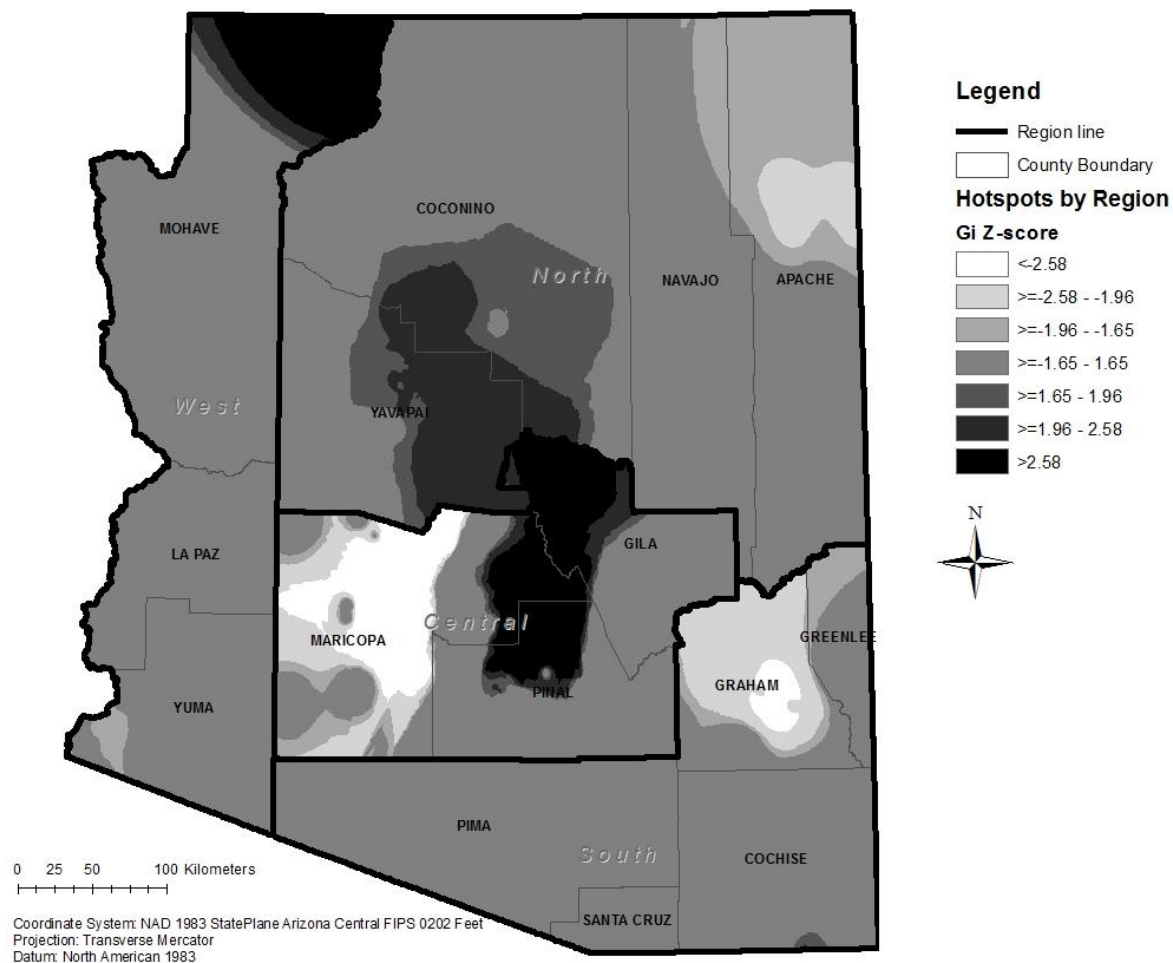 Legend
Region line
County Boundary
Hotspots by Region
Gi Z-score
<-2.58
>=-2.58 - -1.96
>=-1.96 - -1.65
>=-1.65 - 1.65
>=1.65 - 1.96
>=1.96 - 2.58
>2.58
N
COCONINO
MOHAVE
North
NAVAJO
APACHE
West
YAVAPAI
LA PAZ
GILA
Central
MARICOPA
GREENLEE
GRAHAM
PINAL
YUMA
PIMA
South
COCHISE
SANTA CRUZ
0 25 50 100 Kilometers
Coordinate System: NAD 1983 StatePlane Arizona Central FIPS 0202 Feet
Projection: Transverse Mercator
Datum: North American 1983